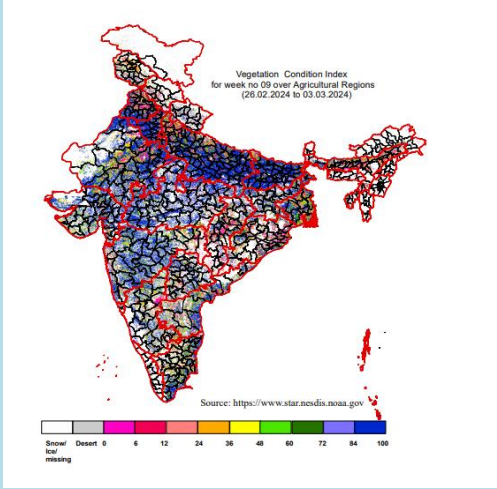 Vegetation Condition Index
for week no 09 over Agricultural Regions
(26.02.2024 to 03.03.2024)
Source: https://www.star.nesdis.noaa.gov
Snow/ Desert 0 6 12 24 36 48 60 72 84 100
Ice/
missing